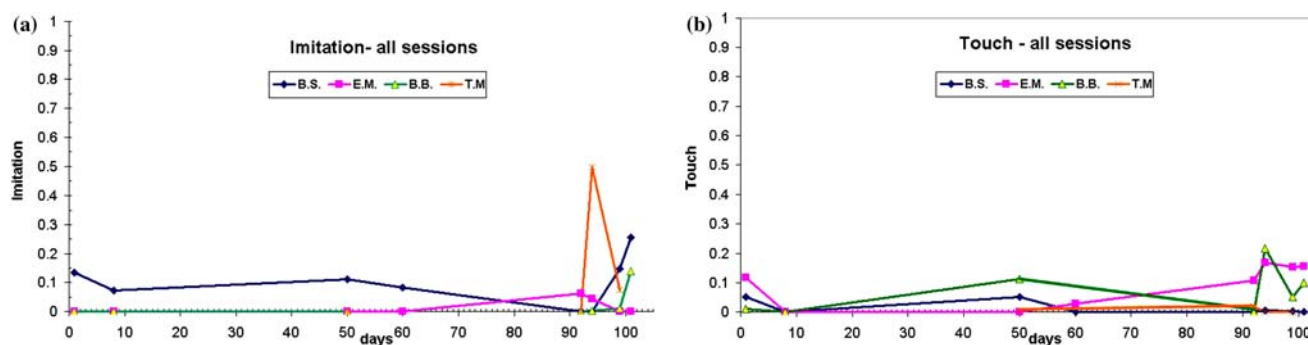 (a)
Imitation- all sessions
B.S. E.M. B.B. T.M
1
0.9
0.8
0.7
0.6
0.5
0.4
0.3
0.2
0.1
0
Imitation
0 10 20 30 40 50 60 70 80 90 100
days
(b)
Touch - all sessions
B.S. E.M. B.B. T.M
1
0.9
0.8
0.7
0.6
0.5
0.4
0.3
0.2
0.1
0
Touch
0 10 20 30 40 50 60 70 80 90 100
days